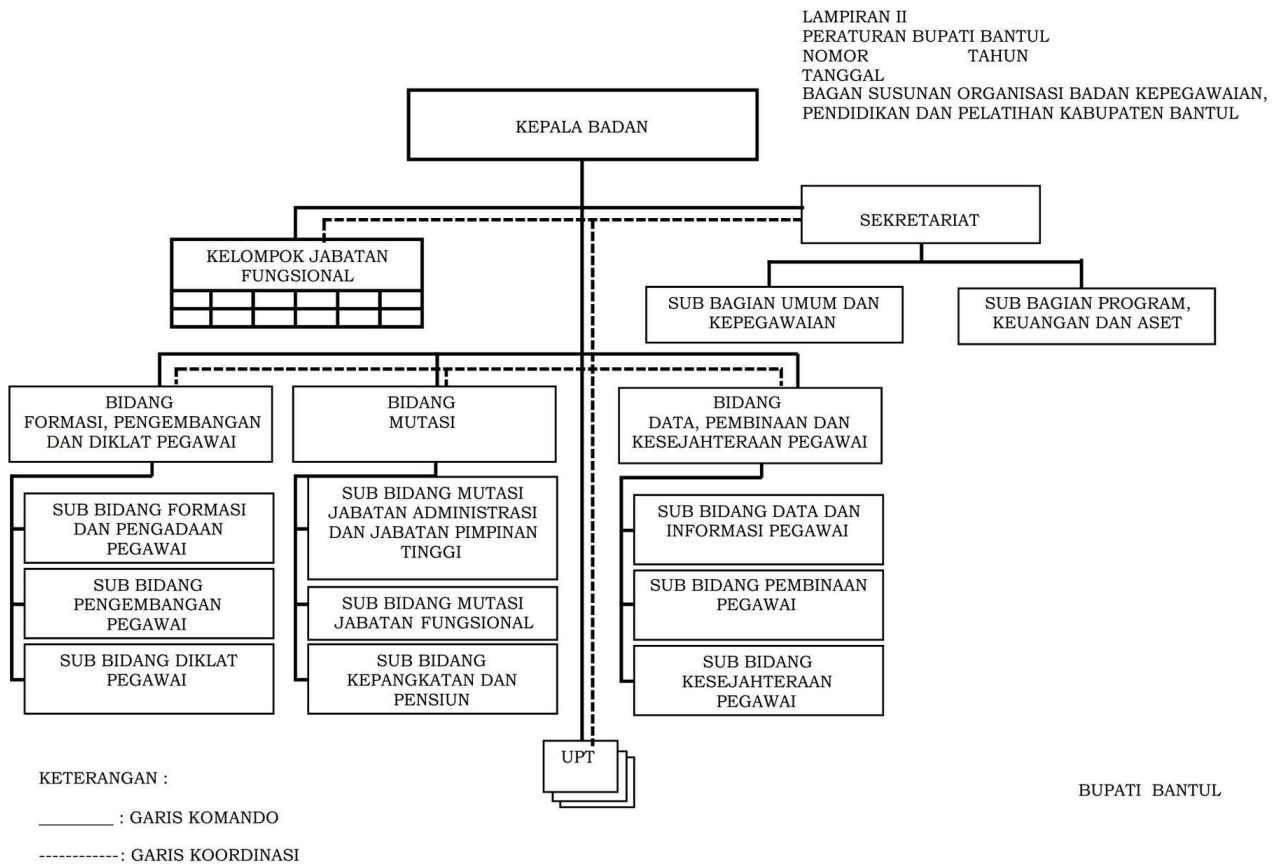 LAMPIRAN II
PERATURAN BUPATI BANTUL
NOMOR TAHUN
TANGGAL
BAGAN SUSUNAN ORGANISASI BADAN KEPEGAWAIAN,
PENDIDIKAN DAN PELATIHAN KABUPATEN BANTUL
KEPALA BADAN
SEKRETARIAT
KELOMPOK JABATAN
FUNGSIONAL
SUB BAGIAN UMUM DAN
KEPEGAWAIAN
SUB BAGIAN PROGRAM,
KEUANGAN DAN ASET
BIDANG
FORMASI, PENGEMBANGAN
DAN DIKLAT PEGAWAI
BIDANG
MUTASI
BIDANG
DATA, PEMBINAAN DAN
KESEJAHTERAAN PEGAWAI
SUB BIDANG FORMASI
DAN PENGADAAN
PEGAWAI
SUB BIDANG
PENGEMBANGAN
PEGAWAI
SUB BIDANG DIKLAT
PEGAWAI
SUB BIDANG MUTASI
JABATAN ADMINISTRASI
DAN JABATAN PIMPINAN
TINGGI
SUB BIDANG MUTASI
JABATAN FUNGSIONAL
SUB BIDANG
KEPANGKATAN DAN
PENSIUN
SUB BIDANG DATA DAN
INFORMASI PEGAWAI
SUB BIDANG PEMBINAAN
PEGAWAI
SUB BIDANG
KESEJAHTERAAN
PEGAWAI
UPT
KETERANGAN :
_________ : GARIS KOMANDO
------------: GARIS KOORDINASI
BUPATI BANTUL